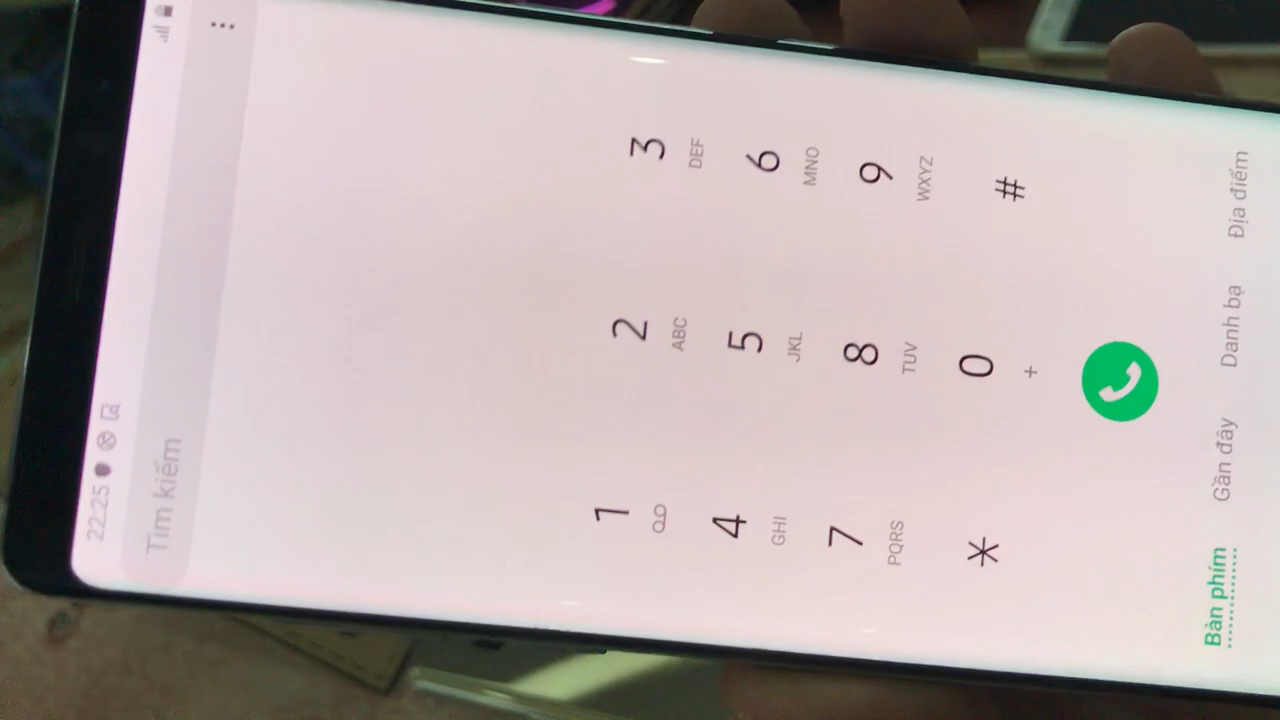 22:25
Tìm kiếm
1 2 3
ABC DEF
4 5 6
GHI JKL MNO
7 8 9
PQRS TUV WXYZ
* 0 #
+
Bàn phím Gần đây Danh bạ Địa điểm